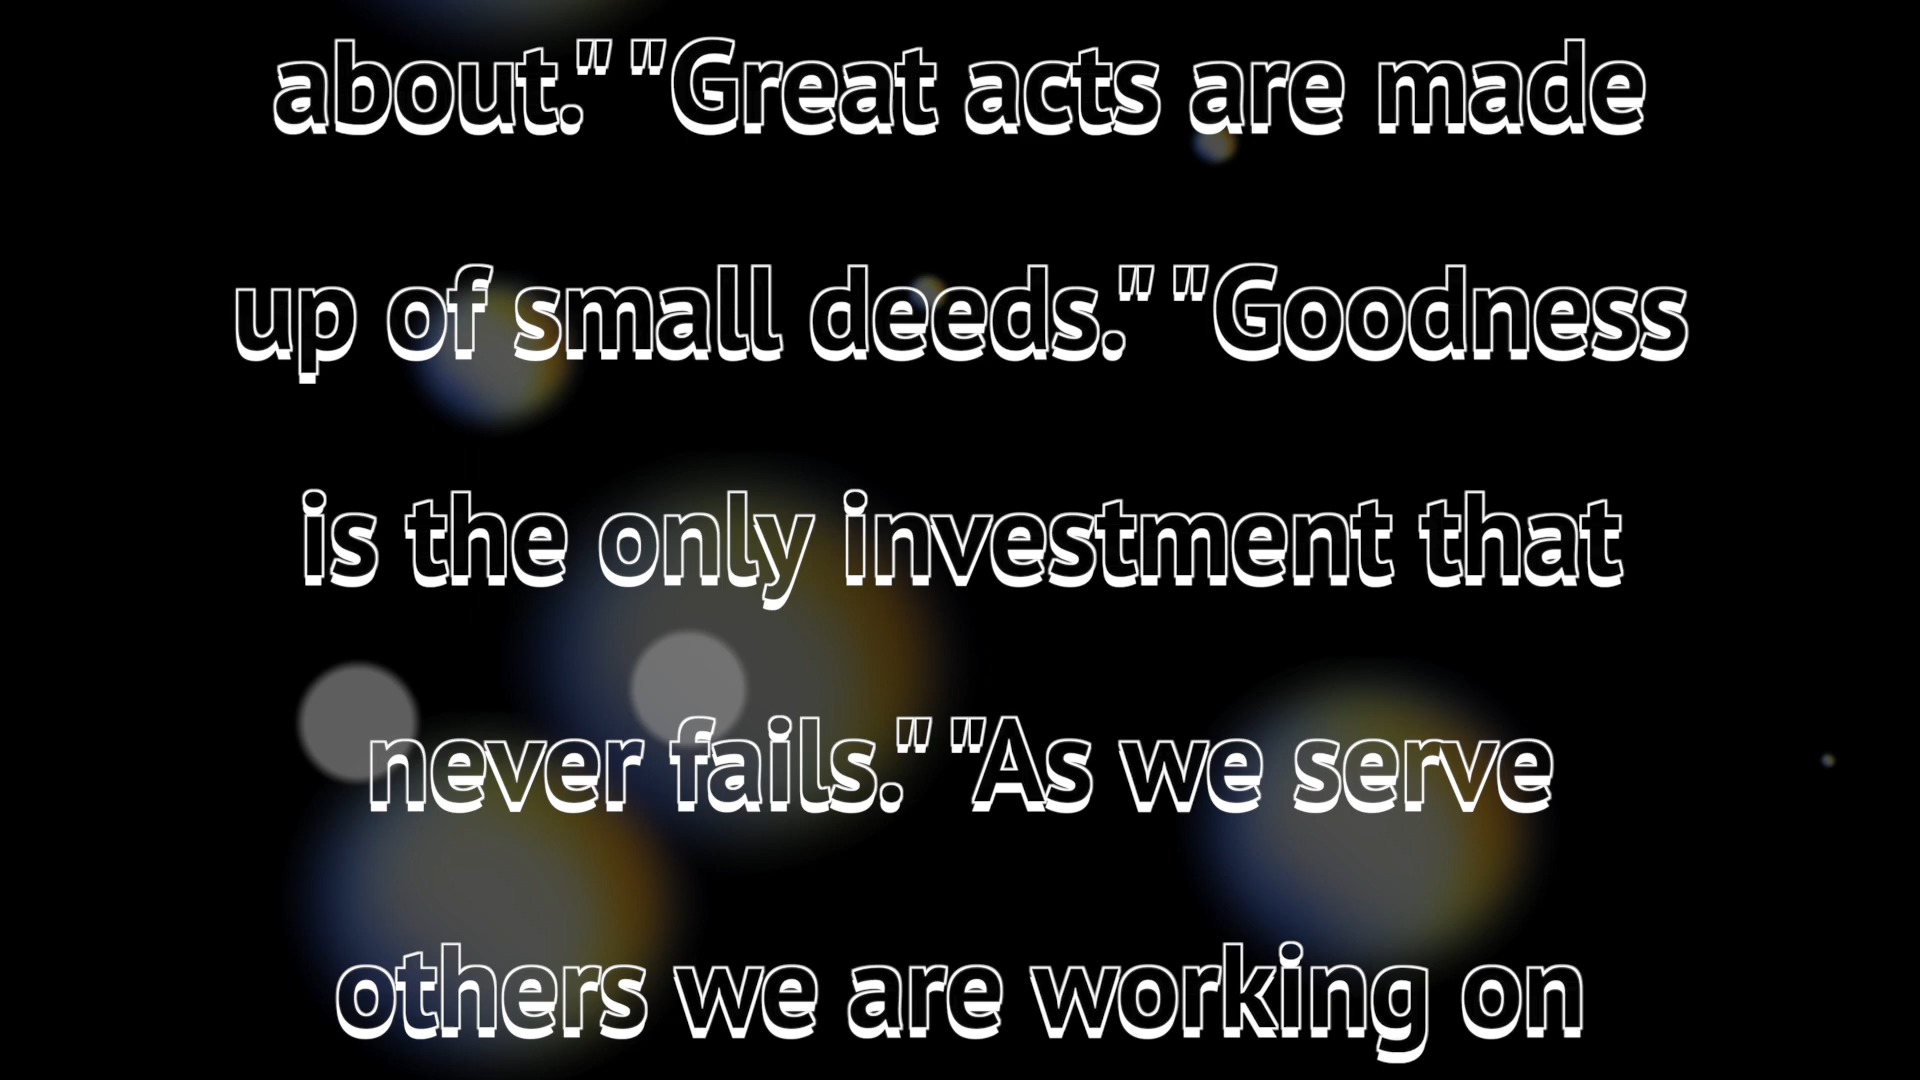 about." "Great acts are made
up of small deeds." "Goodness
is the only investment that
never fails." "As we serve
others we are working on